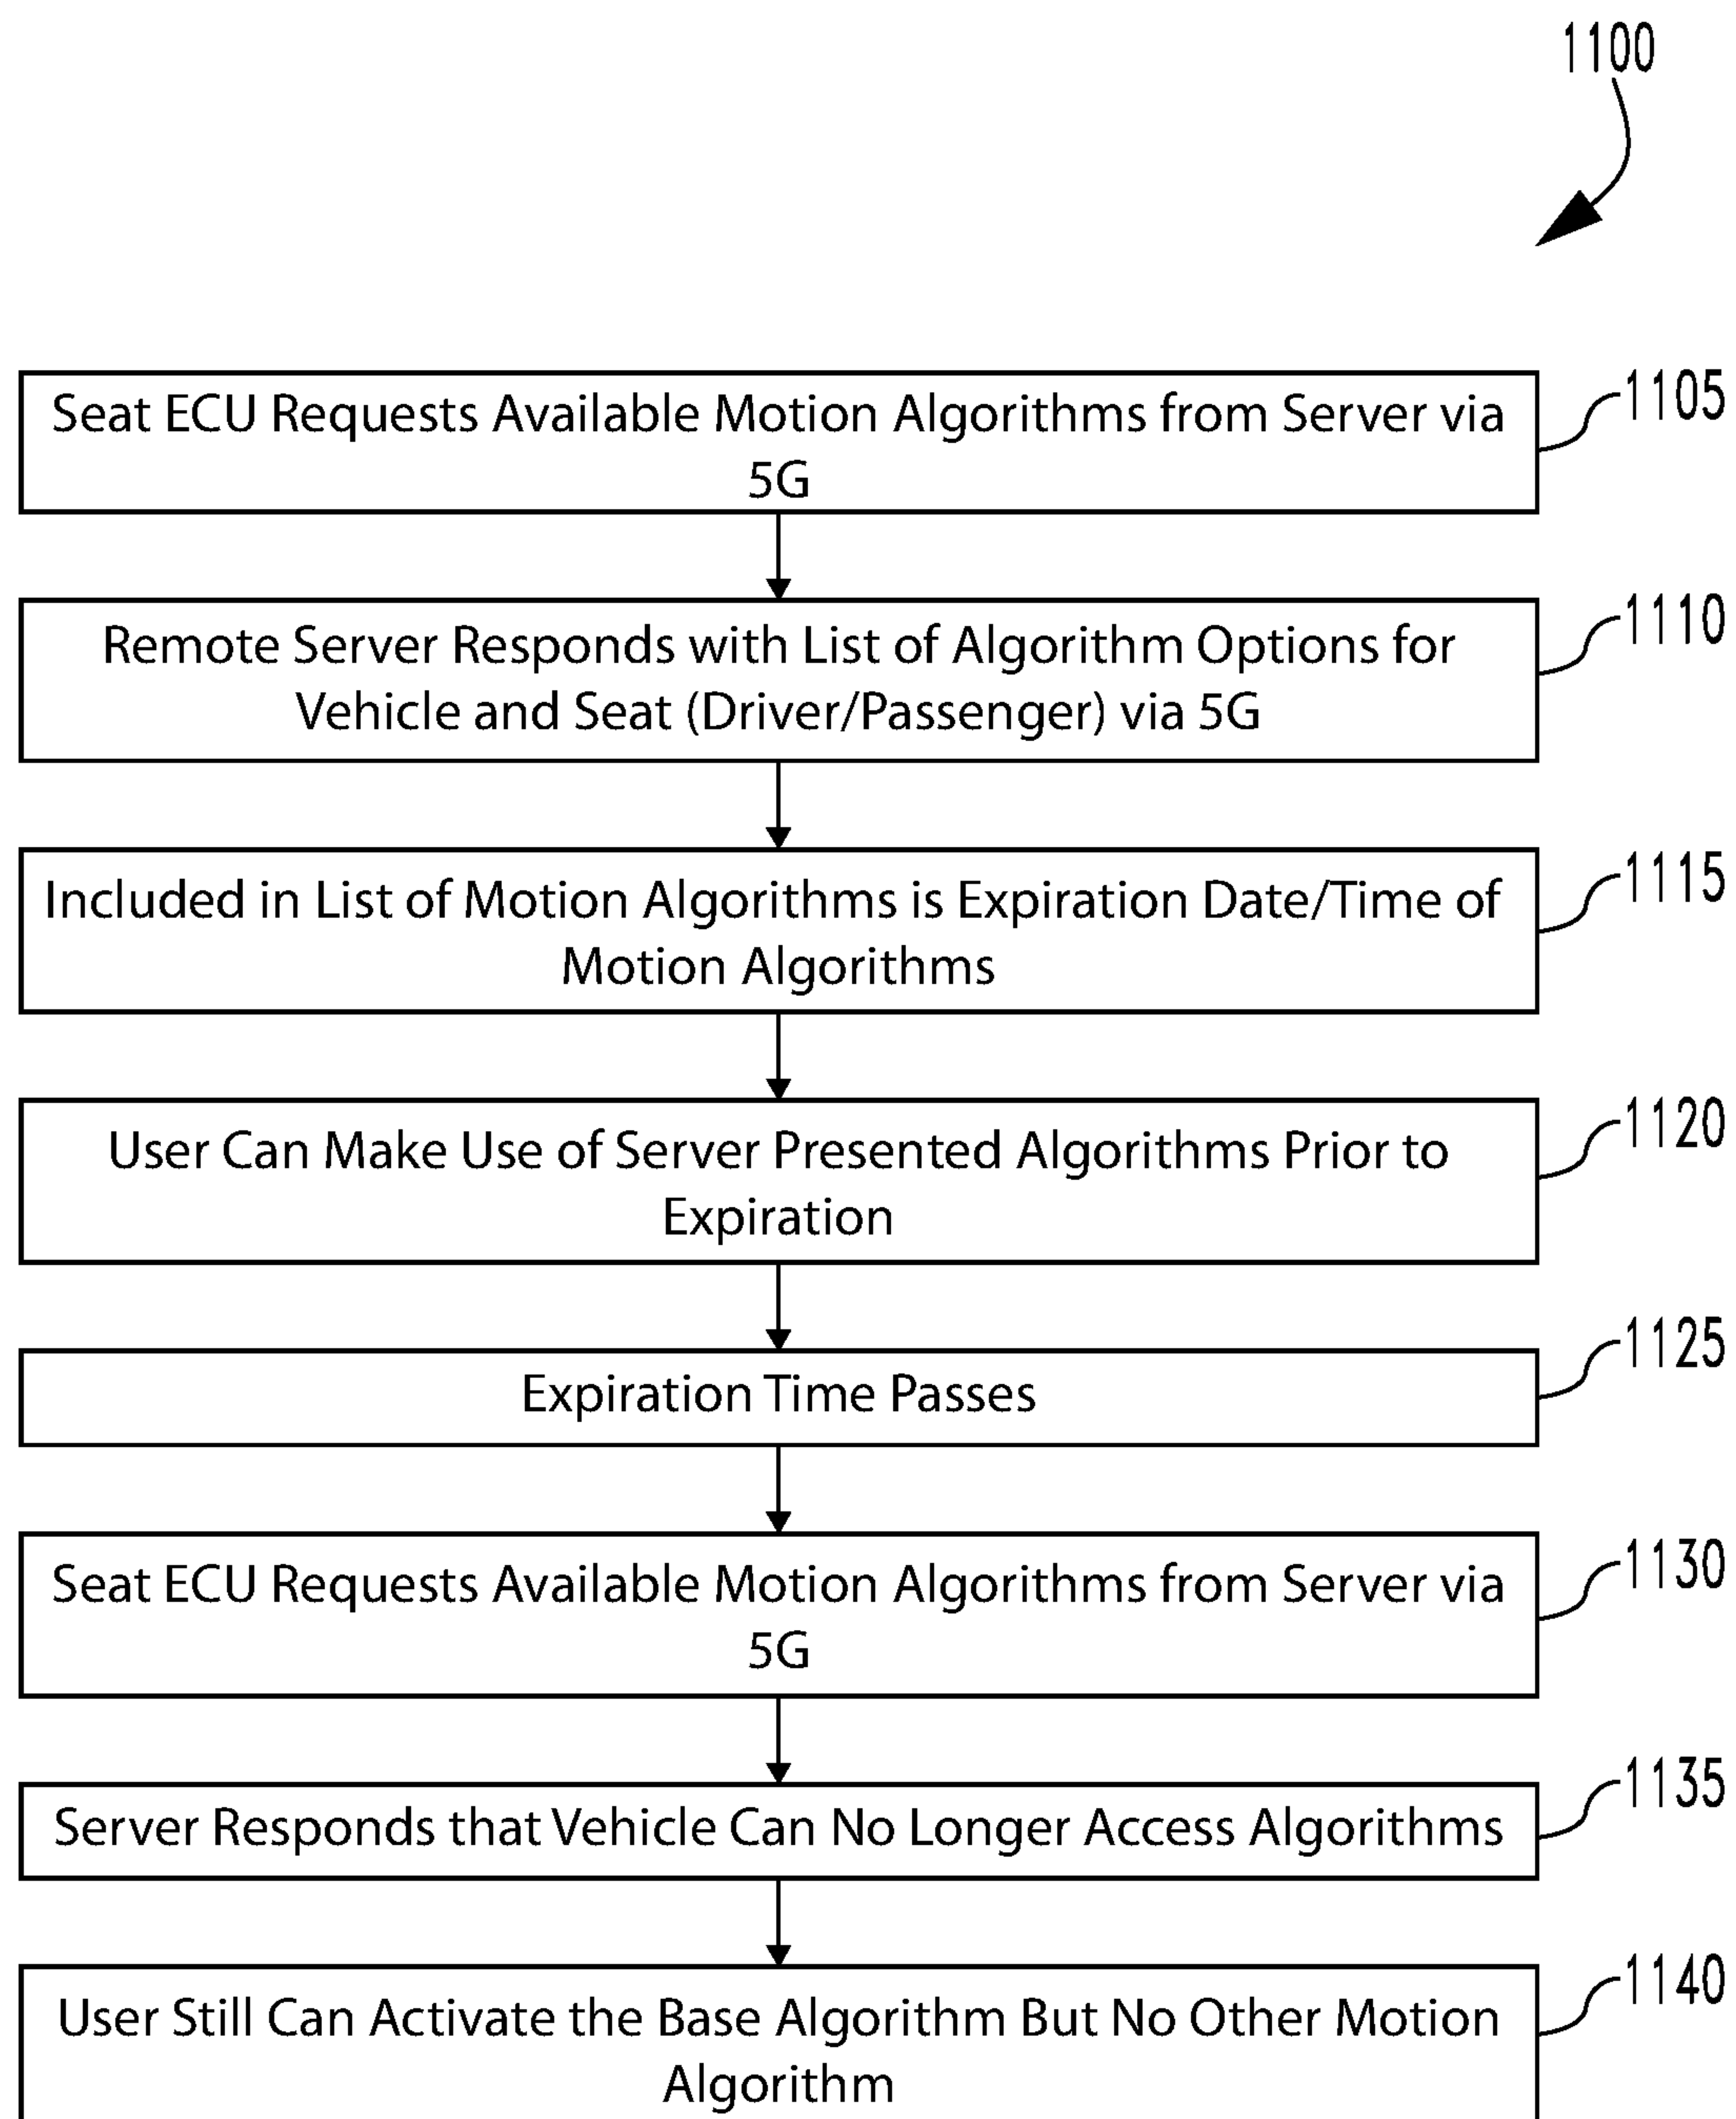 1100
Seat ECU Requests Available Motion Algorithms from Server via
5G
1105
Remote Server Responds with List of Algorithm Options for
Vehicle and Seat (Driver/Passenger) via 5G
1110
Included in List of Motion Algorithms is Expiration Date/Time of
Motion Algorithms
1115
User Can Make Use of Server Presented Algorithms Prior to
Expiration
1120
Expiration Time Passes
1125
Seat ECU Requests Available Motion Algorithms from Server via
5G
1130
Server Responds that Vehicle Can No Longer Access Algorithms
1135
User Still Can Activate the Base Algorithm But No Other Motion
Algorithm
1140